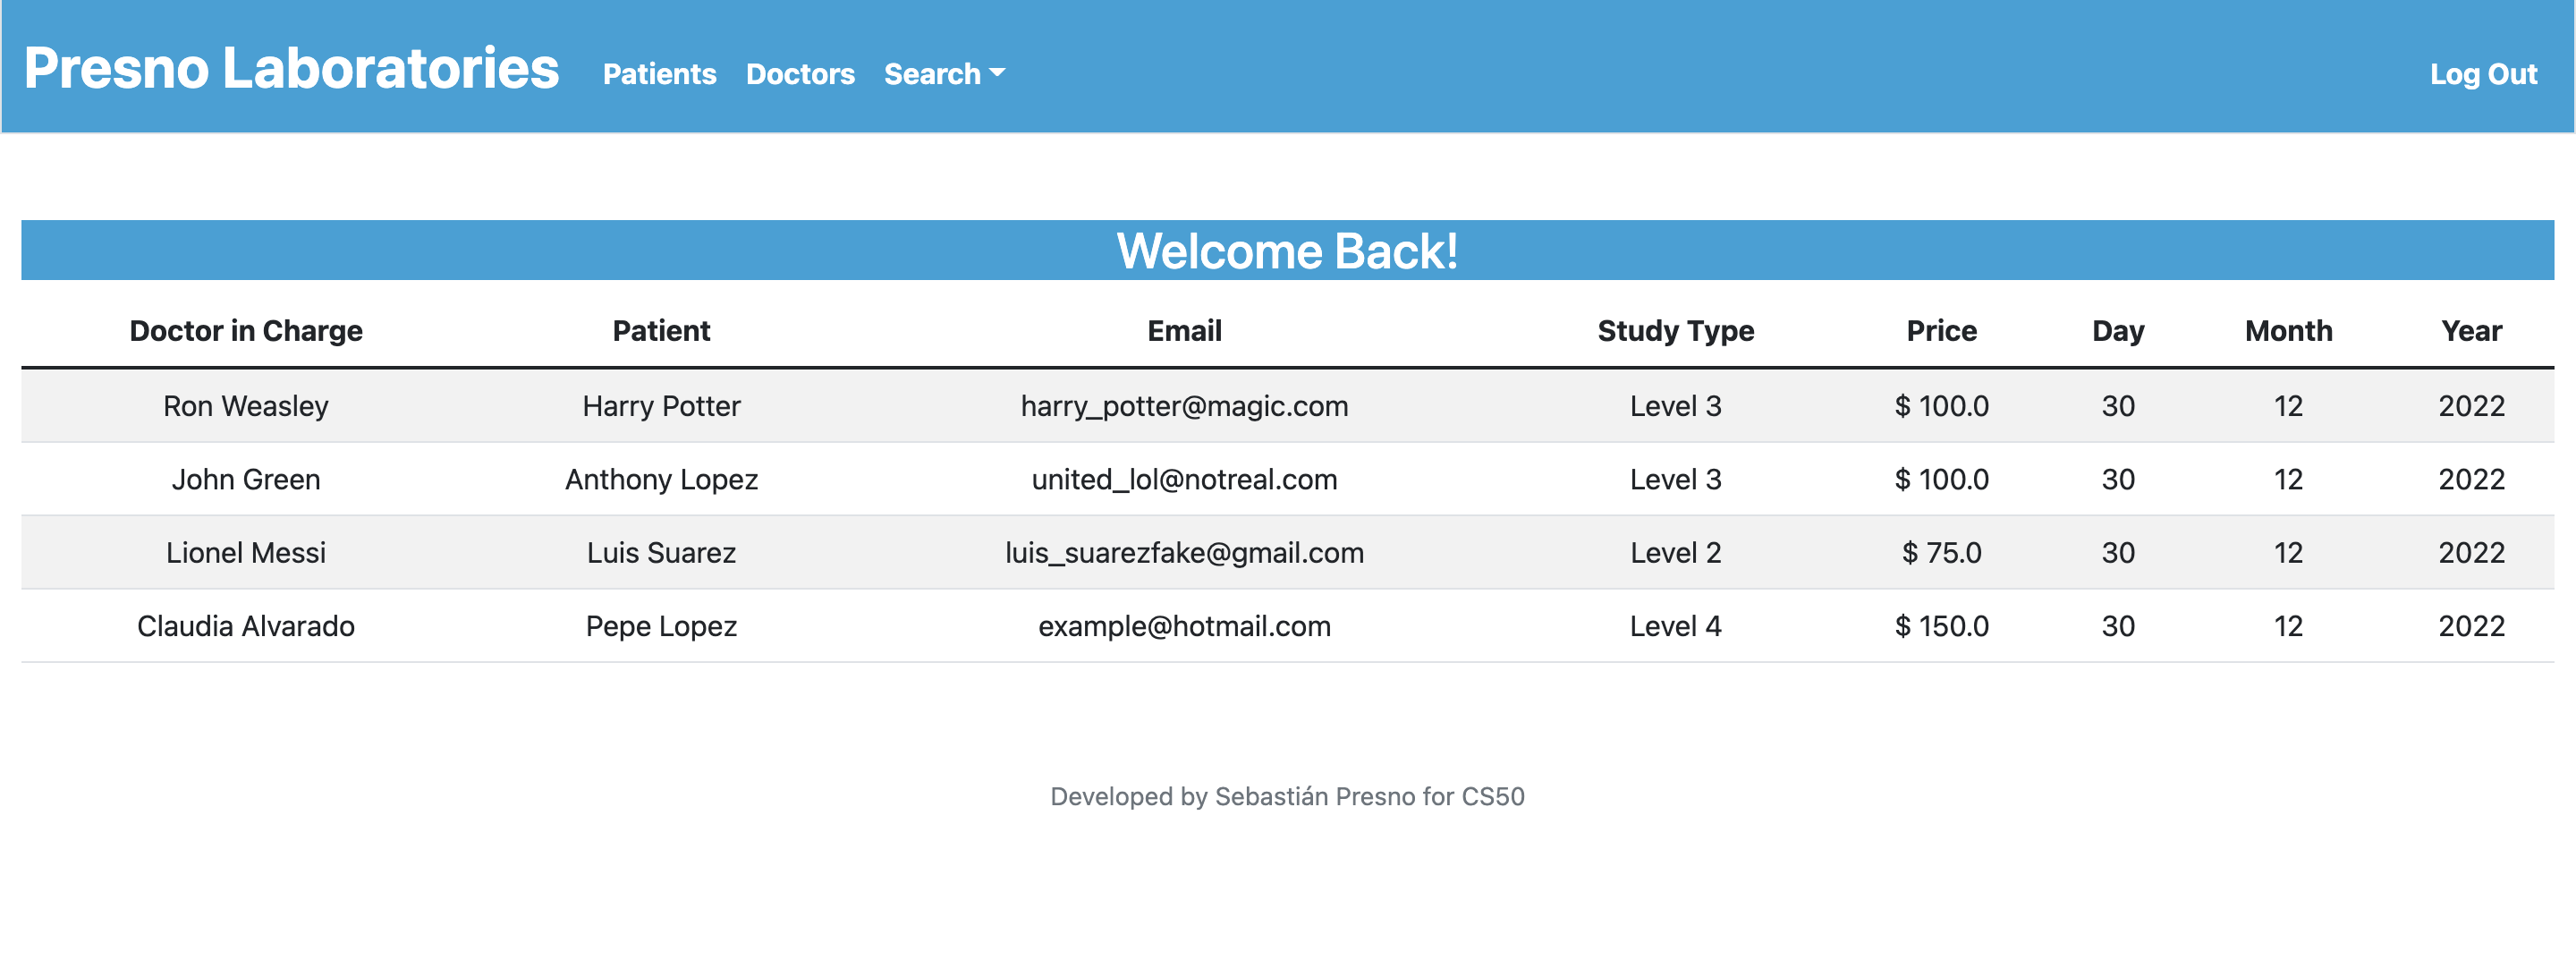 Presno Laboratories Patients Doctors Search Log Out
Welcome Back!
Doctor in Charge Patient Email Study Type Price Day Month Year
Ron Weasley Harry Potter harry_potter@magic.com Level 3 $ 100.0 30 12 2022
John Green Anthony Lopez united_lol@notreal.com Level 3 $ 100.0 30 12 2022
Lionel Messi Luis Suarez luis_suarezfake@gmail.com Level 2 $ 75.0 30 12 2022
Claudia Alvarado Pepe Lopez example@hotmail.com Level 4 $ 150.0 30 12 2022
Developed by Sebastián Presno for CS50